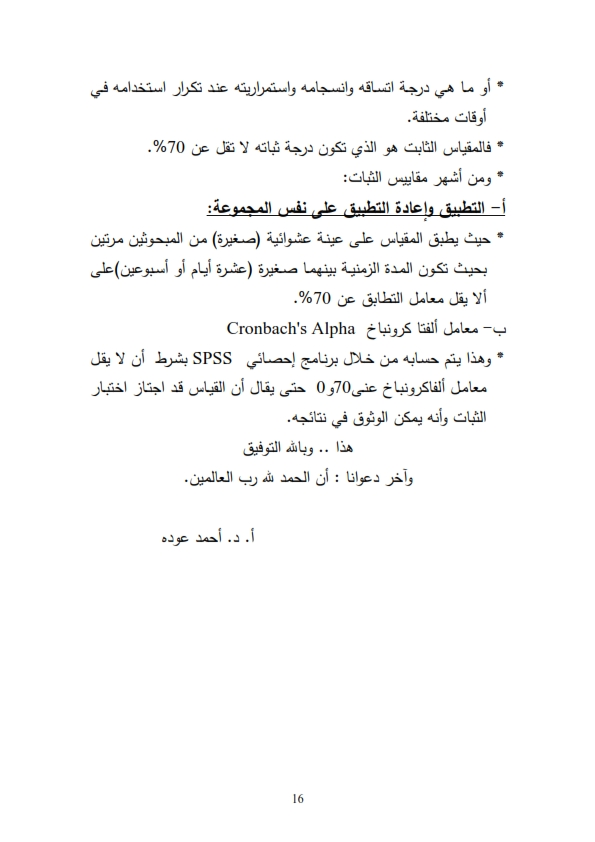 * أو ما هي درجة اتساقه وانسجامه واستمراريته عند تكرار استخدامه في
أوقات مختلفة.
* فالمقياس الثابت هو الذي تكون درجة ثباته لا تقل عن 70%.
* ومن أشهر مقاييس الثبات:
أ- التطبيق وإعادة التطبيق على نفس المجموعة:
* حيث يطبق المقياس على عينة عشوائية (صغيرة) من المبحوثين مرتين
بحيث تكون المدة الزمنية بينهما صغيرة (عشرة أيام أو أسبوعين)على
ألا يقل معامل التطابق عن 70%.
ب- معامل ألفتا كرونباخ Cronbach's Alpha
* وهذا يتم حسابه من خلال برنامج إحصائي SPSS بشرط أن لا يقل
معامل ألفاكرونباخ عنى70و0 حتى يقال أن القياس قد اجتاز اختبار
الثبات وأنه يمكن الوثوق في نتائجه.
هذا .. وبالله التوفيق
وآخر دعوانا : أن الحمد لله رب العالمين.
أ. د. أحمد عوده
16